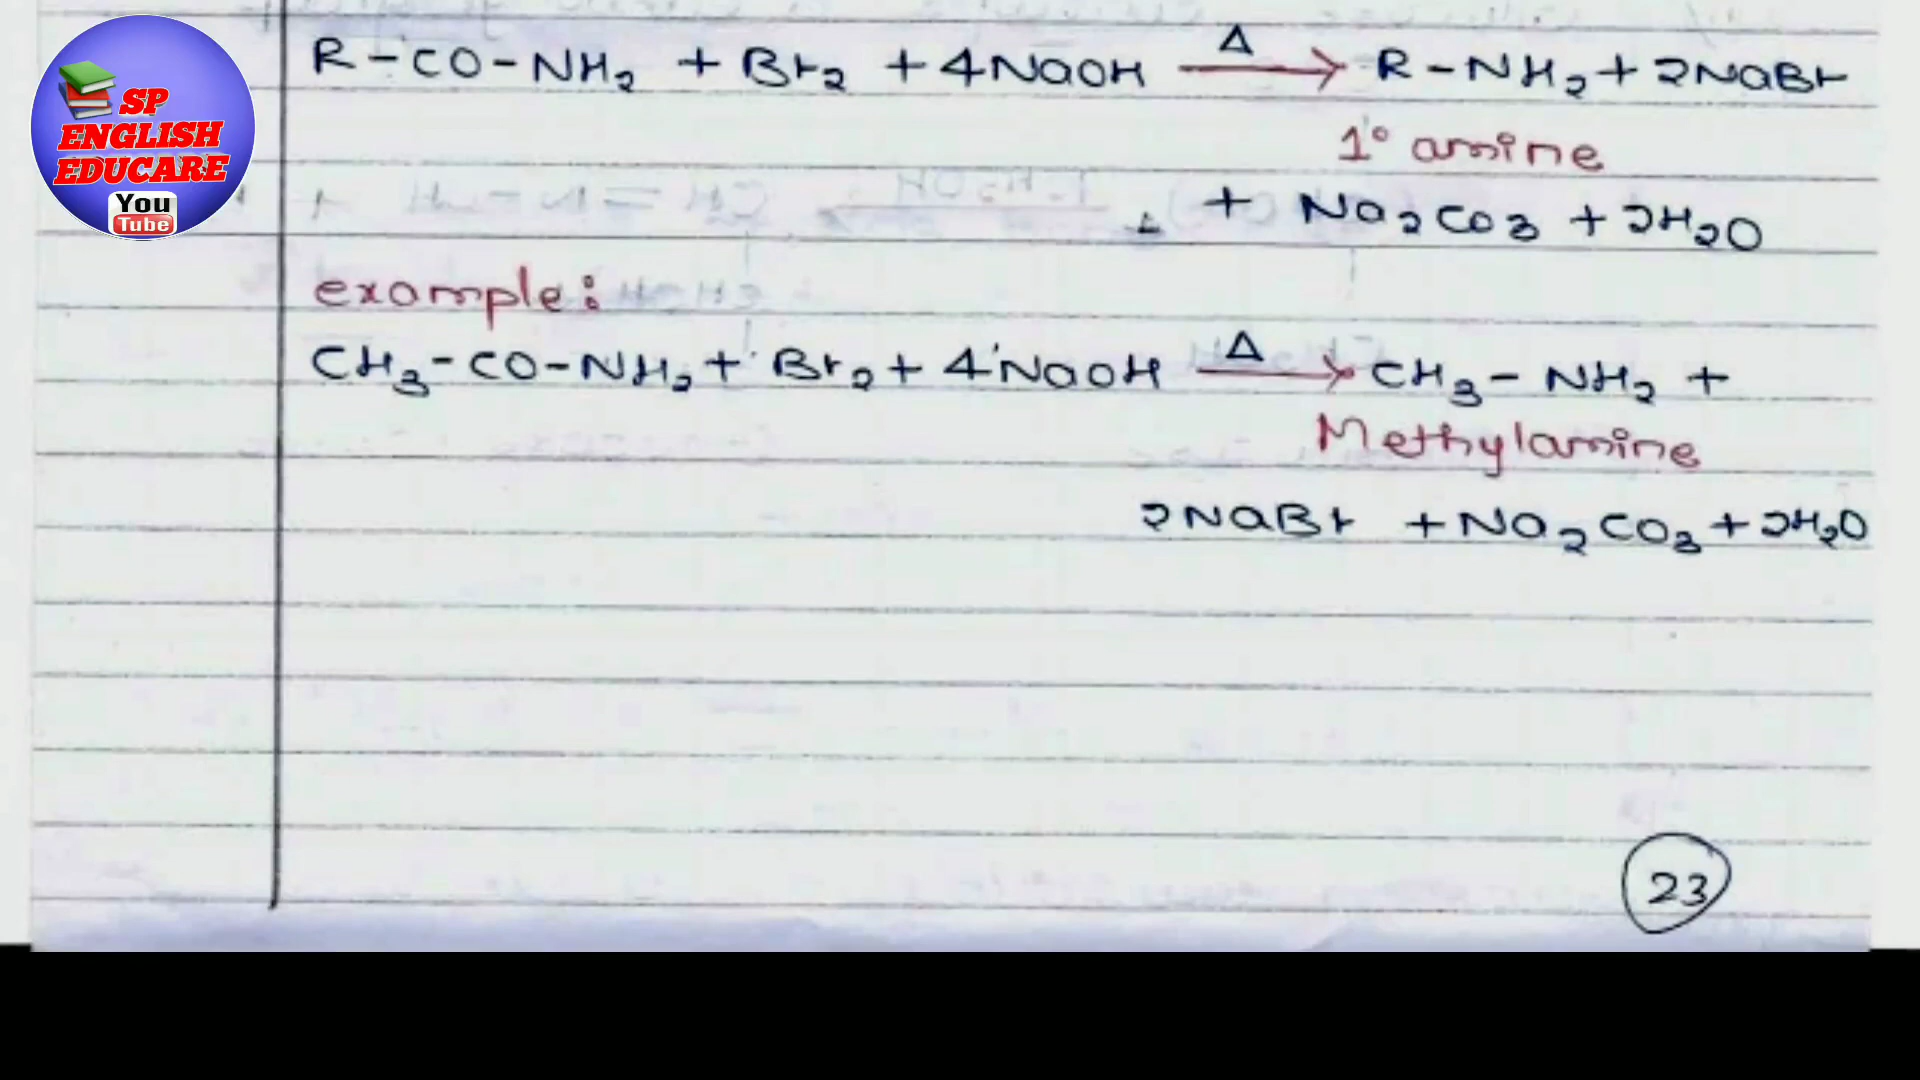 SP
ENGLISH
EDUCARE
You
Tube
R-CO-NH2 + Br2 + 4NaOH →Δ R-NH2 + 2NaBr
1° amine
+ Na2CO3 + 2H2O
example:
CH3-CO-NH2 + Br2 + 4NaOH →Δ CH3-NH2 +
Methylamine
2NaBr + Na2CO3 + 2H2O
23